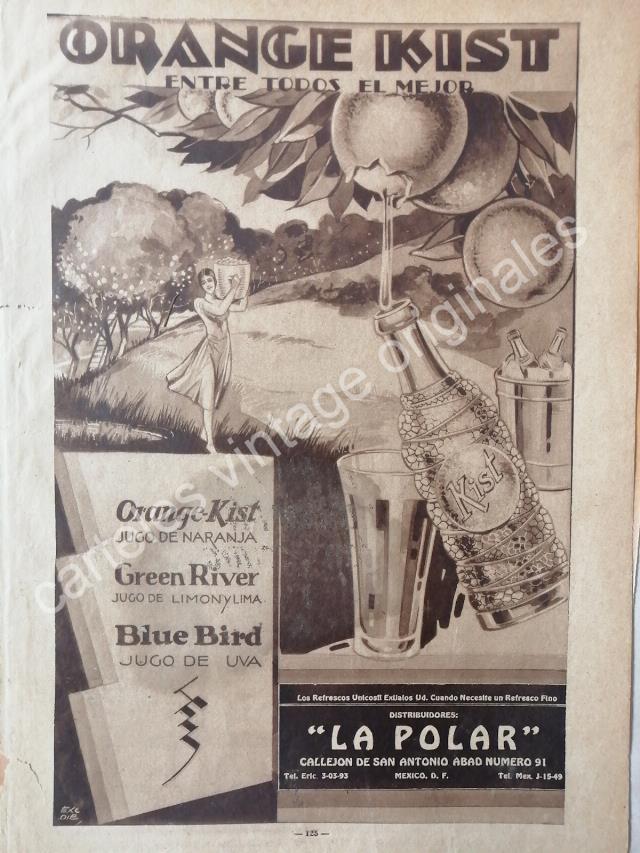 ORANGE KIST
ENTRE TODOS EL MEJOR
Kist
Orange-Kist
JUGO DE NARANJA
Green River
JUGO DE LIMON Y LIMA
Blue Bird
JUGO DE UVA
Los Refrescos Unicos!! Exijalos Ud. Cuando Necesite un Refresco Fino
DISTRIBUIDORES:
"LA POLAR"
CALLEJON DE SAN ANTONIO ABAD NUMERO 91
Tel. Eric. 3-03-93 MEXICO, D. F. Tel. Mex. J-15-49
— 125 —
carteles vintage originales